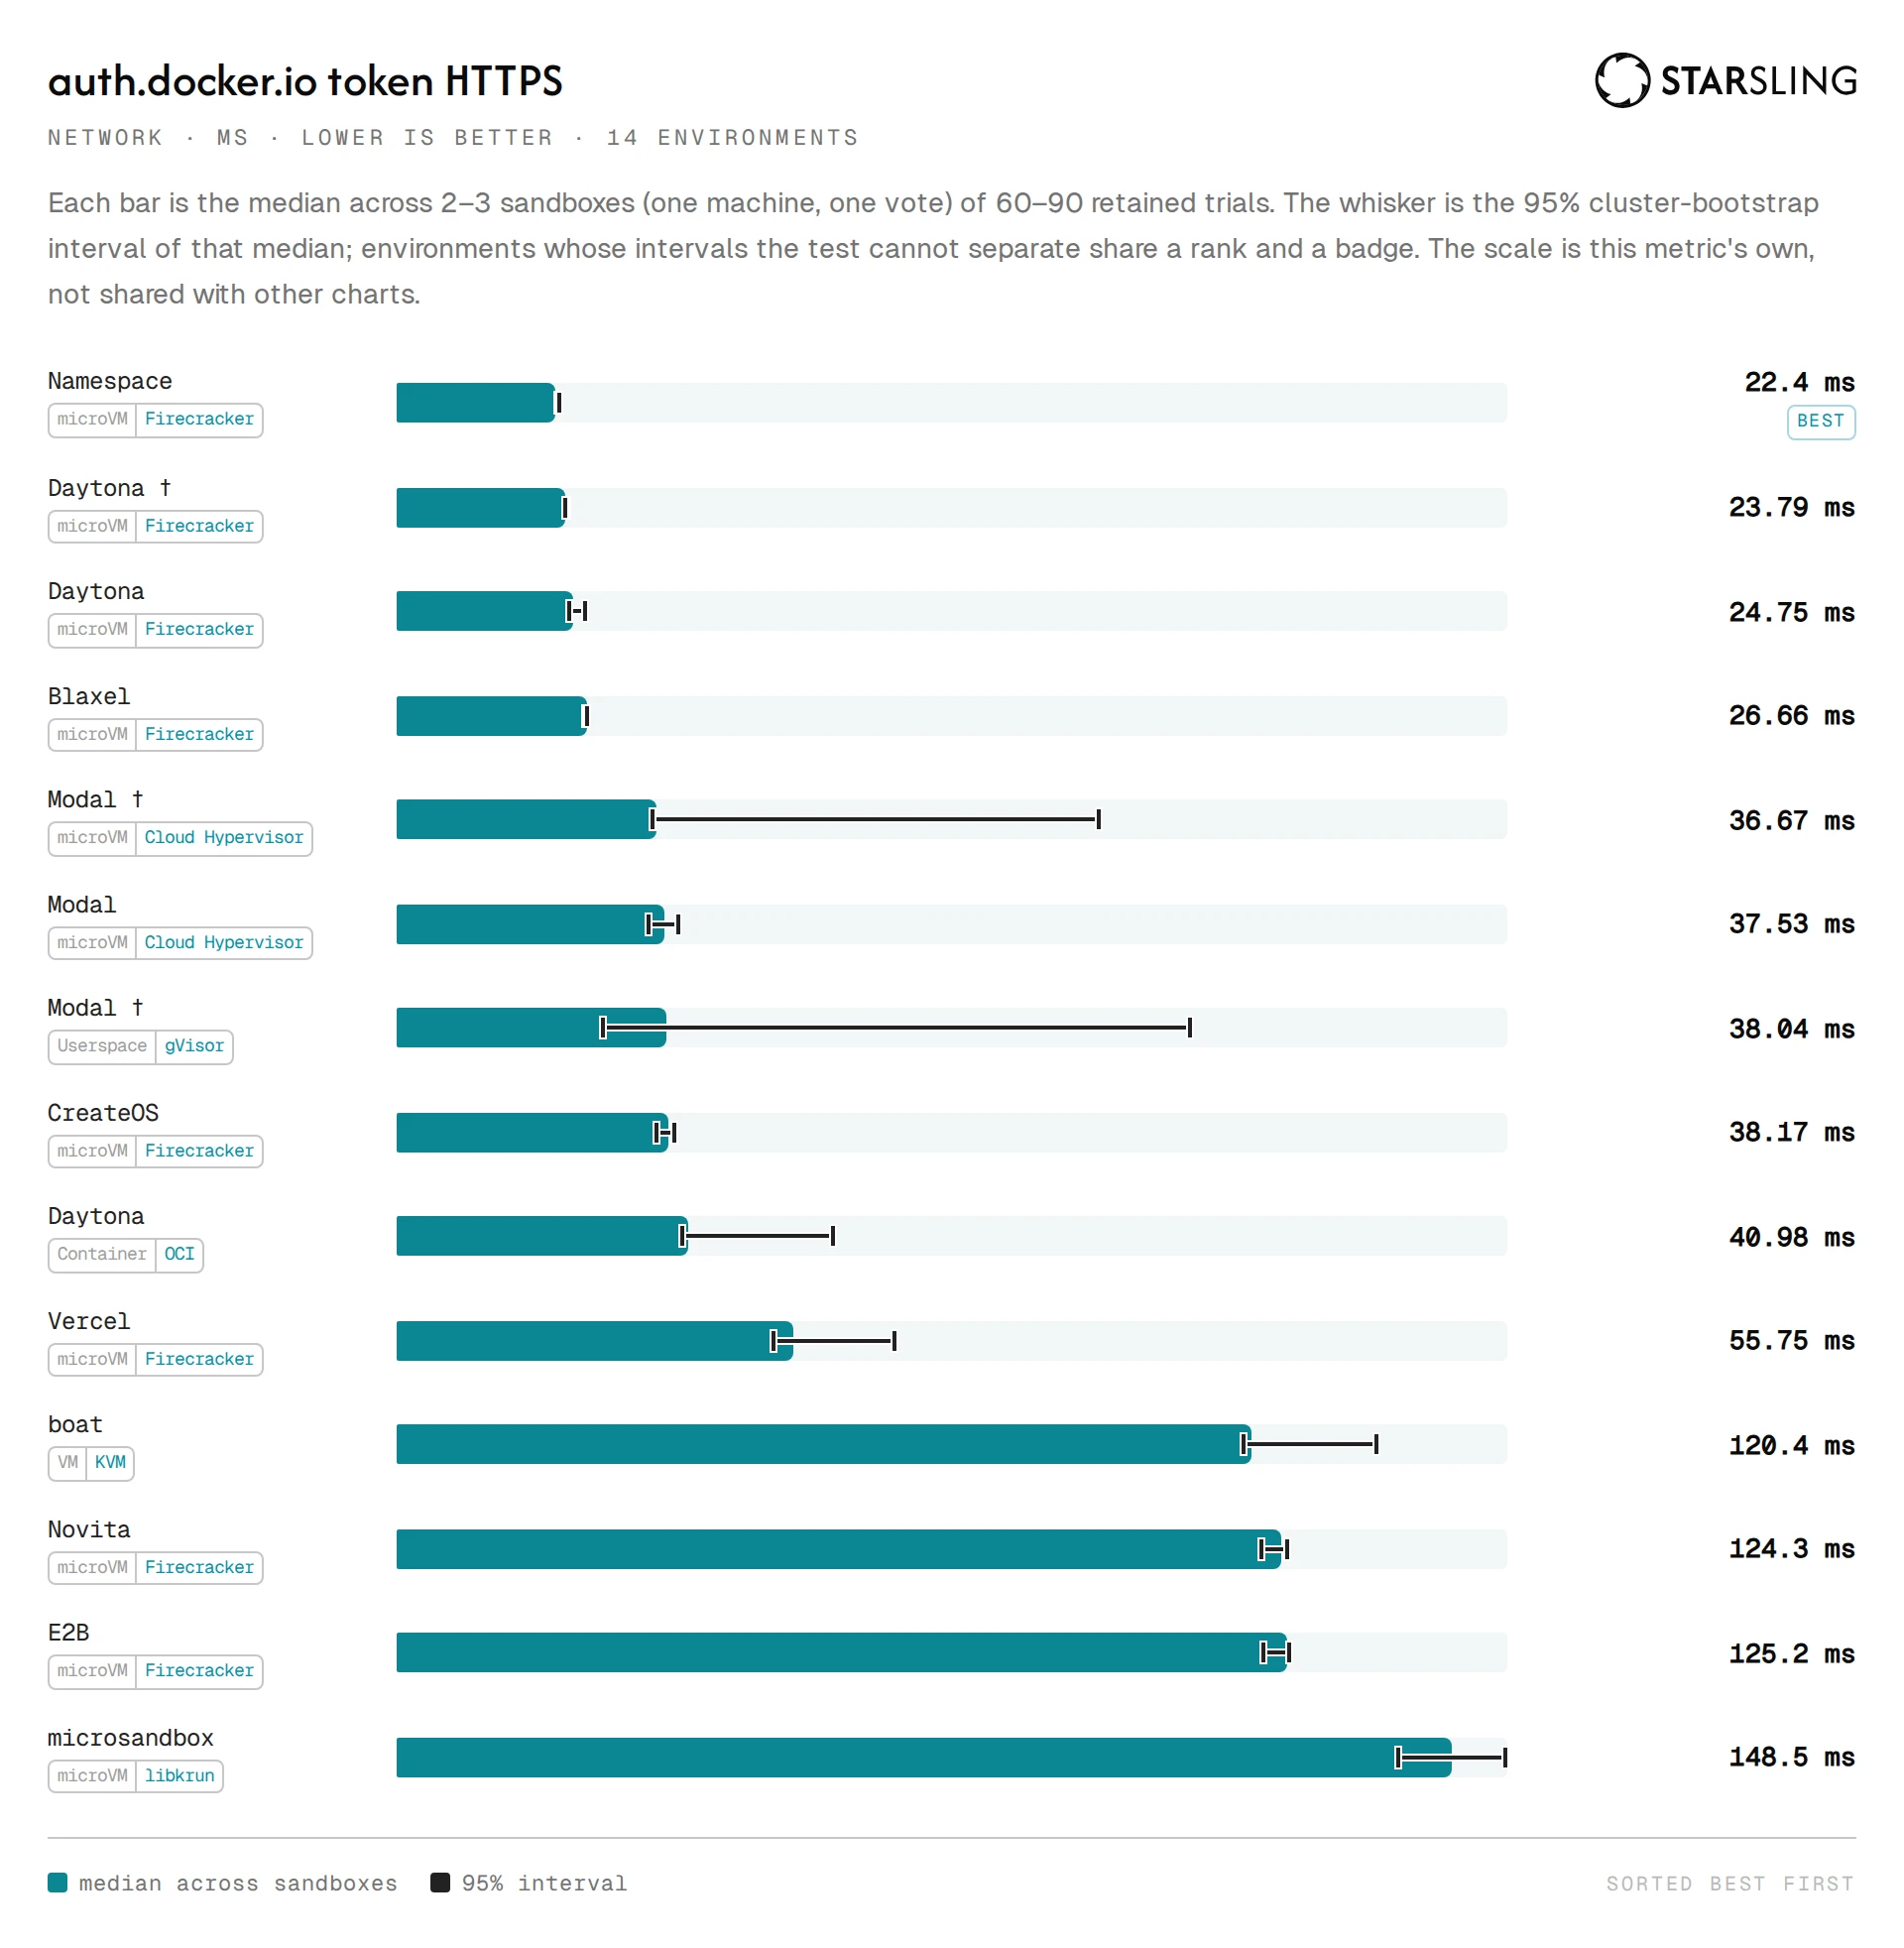 auth.docker.io token HTTPS
STARSLING
NETWORK · MS · LOWER IS BETTER · 14 ENVIRONMENTS
Each bar is the median across 2–3 sandboxes (one machine, one vote) of 60–90 retained trials. The whisker is the 95% cluster-bootstrap
interval of that median; environments whose intervals the test cannot separate share a rank and a badge. The scale is this metric's own,
not shared with other charts.
Namespace
22.4 ms
microVM Firecracker
BEST
Daytona †
23.79 ms
microVM Firecracker
Daytona
24.75 ms
microVM Firecracker
Blaxel
26.66 ms
microVM Firecracker
Modal †
36.67 ms
microVM Cloud Hypervisor
Modal
37.53 ms
microVM Cloud Hypervisor
Modal †
38.04 ms
Userspace gVisor
CreateOS
38.17 ms
microVM Firecracker
Daytona
40.98 ms
Container OCI
Vercel
55.75 ms
microVM Firecracker
boat
120.4 ms
VM KVM
Novita
124.3 ms
microVM Firecracker
E2B
125.2 ms
microVM Firecracker
microsandbox
148.5 ms
microVM libkrun
median across sandboxes
95% interval
SORTED BEST FIRST